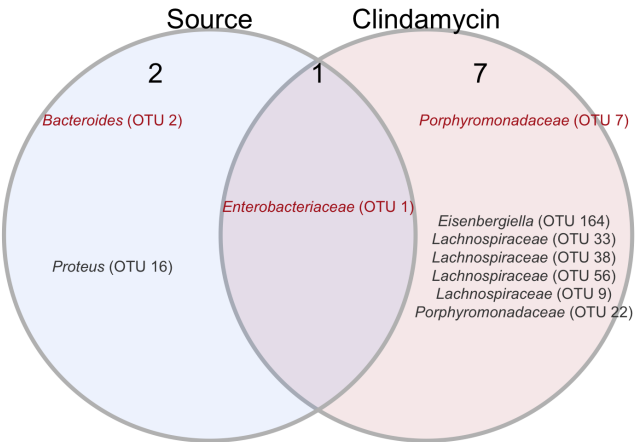 Source
Clindamycin
2
1
7
Bacteroides (OTU 2)
Porphyromonadaceae (OTU 7)
Enterobacteriaceae (OTU 1)
Proteus (OTU 16)
Eisenbergiella (OTU 164)
Lachnospiraceae (OTU 33)
Lachnospiraceae (OTU 38)
Lachnospiraceae (OTU 56)
Lachnospiraceae (OTU 9)
Porphyromonadaceae (OTU 22)